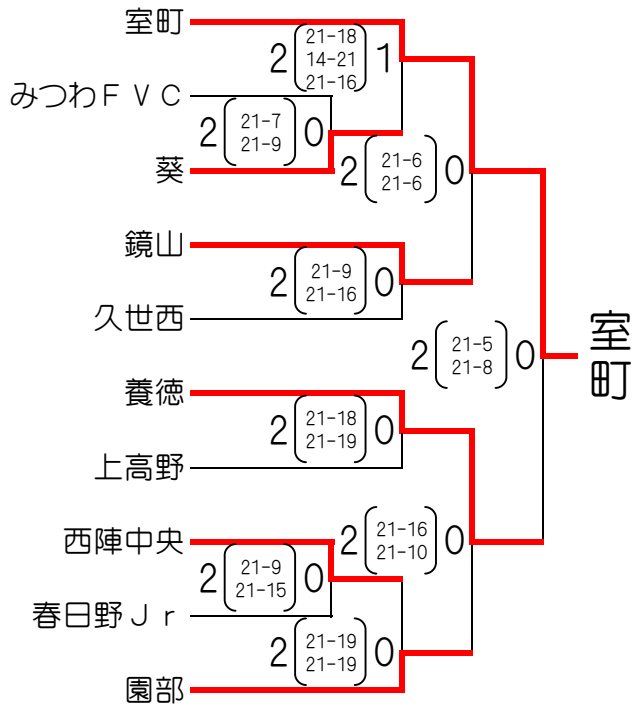 室町
2 21-18 1
14-21
21-16
みつわＦＶＣ
2 21-7 0
21-9
葵
2 21-6 0
21-6
鏡山
2 21-9 0
21-16
久世西
2 21-5 0
21-8
室町
養徳
2 21-18 0
21-19
上高野
西陣中央
2 21-16 0
21-10
2 21-9 0
21-15
春日野Ｊｒ
2 21-19 0
21-19
園部